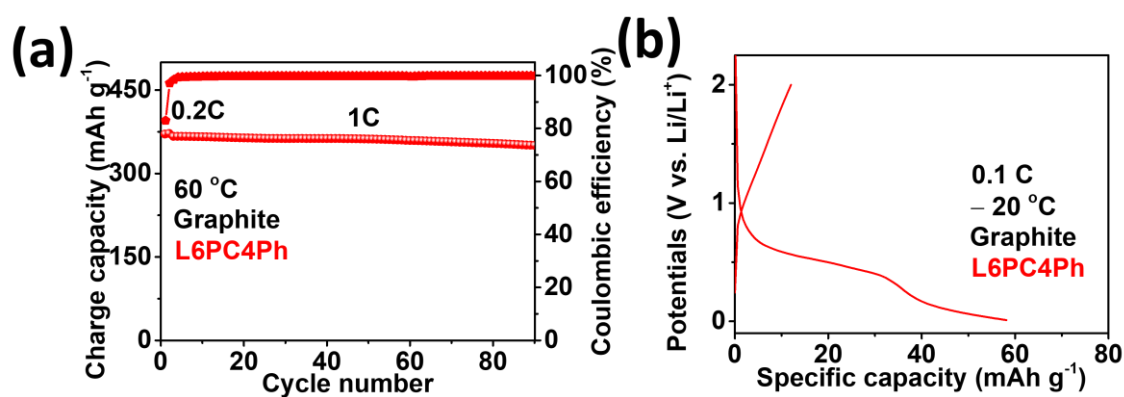 (a)
Charge capacity (mAh g⁻¹)
450
300
150
0
0.2C
1C
60 °C
Graphite
L6PC4Ph
100
80
60
40
20
0
Coulombic efficiency (%)
0
20
40
60
80
Cycle number
(b)
Potentials (V vs. Li/Li⁺)
2
1
0
0.1 C
– 20 °C
Graphite
L6PC4Ph
0
20
40
60
80
Specific capacity (mAh g⁻¹)